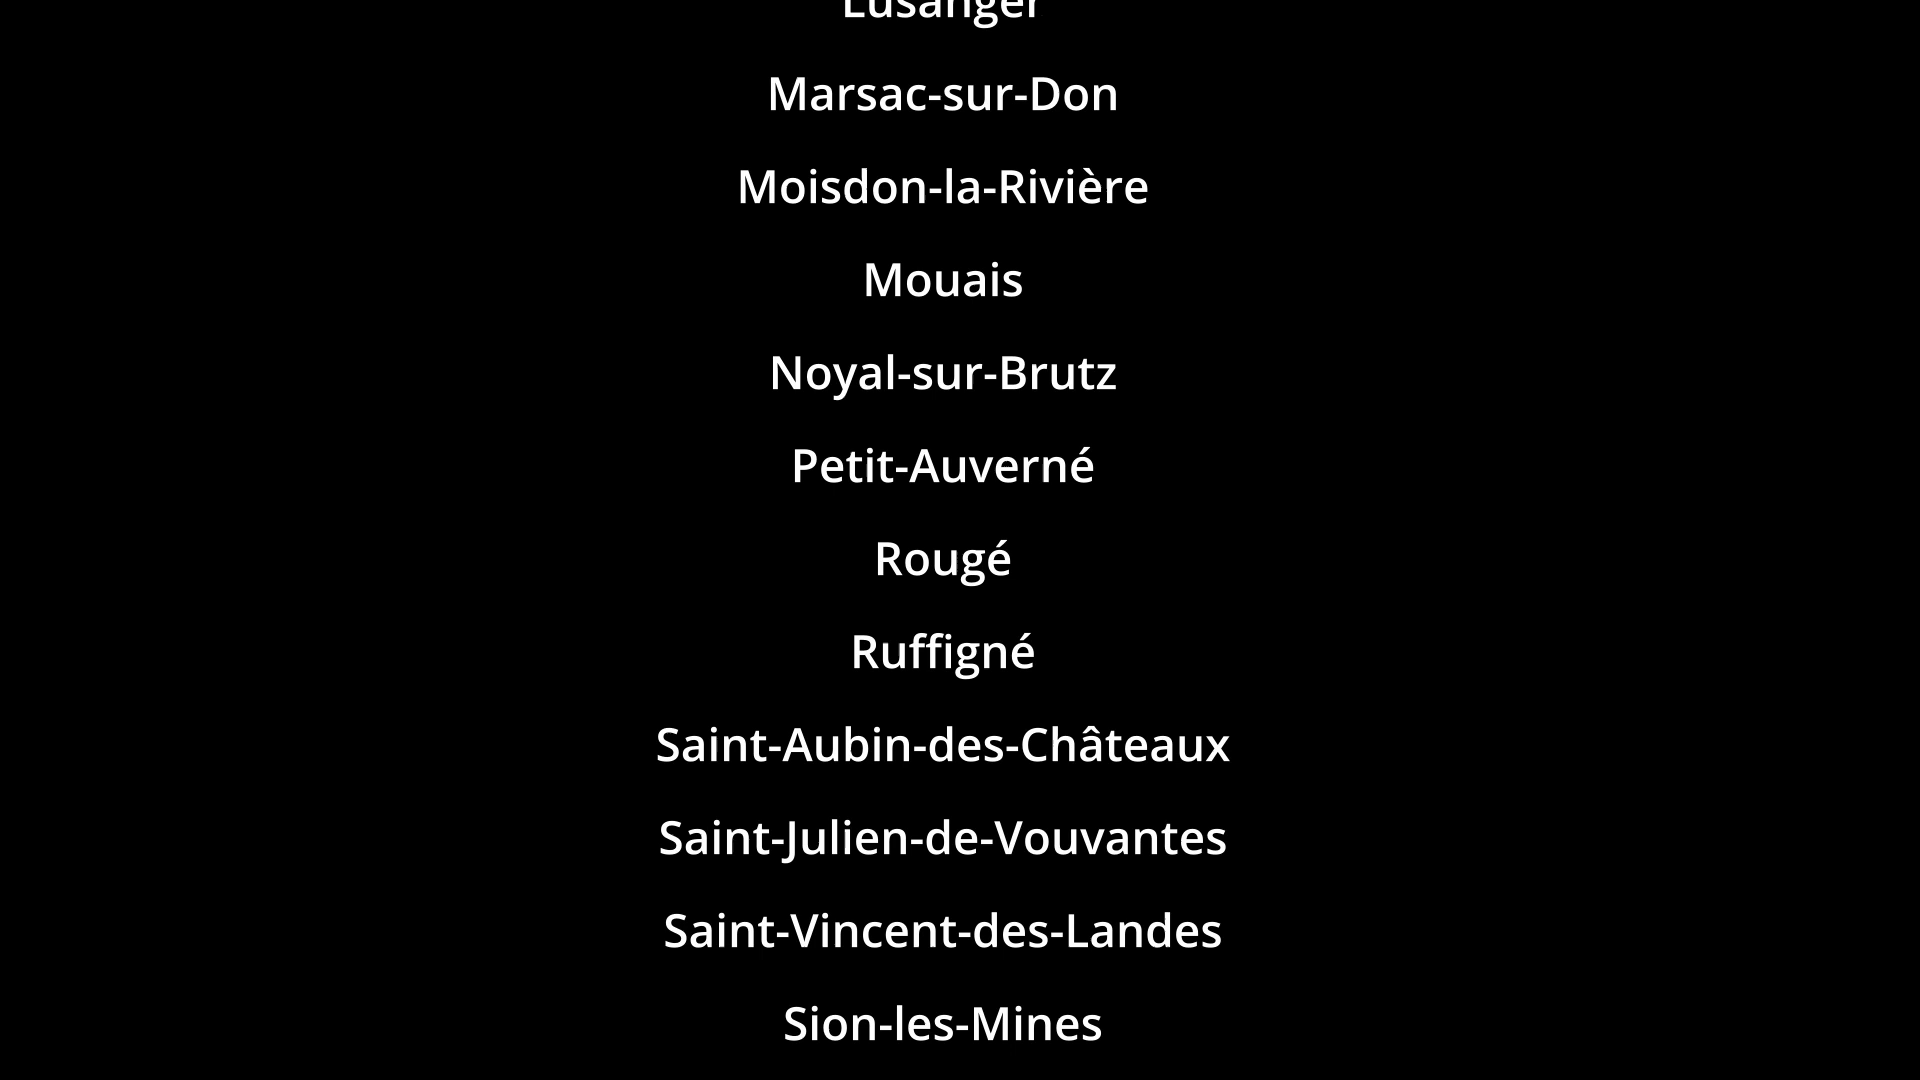 Lusanger
Marsac-sur-Don
Moisdon-la-Rivière
Mouais
Noyal-sur-Brutz
Petit-Auverné
Rougé
Ruffigné
Saint-Aubin-des-Châteaux
Saint-Julien-de-Vouvantes
Saint-Vincent-des-Landes
Sion-les-Mines